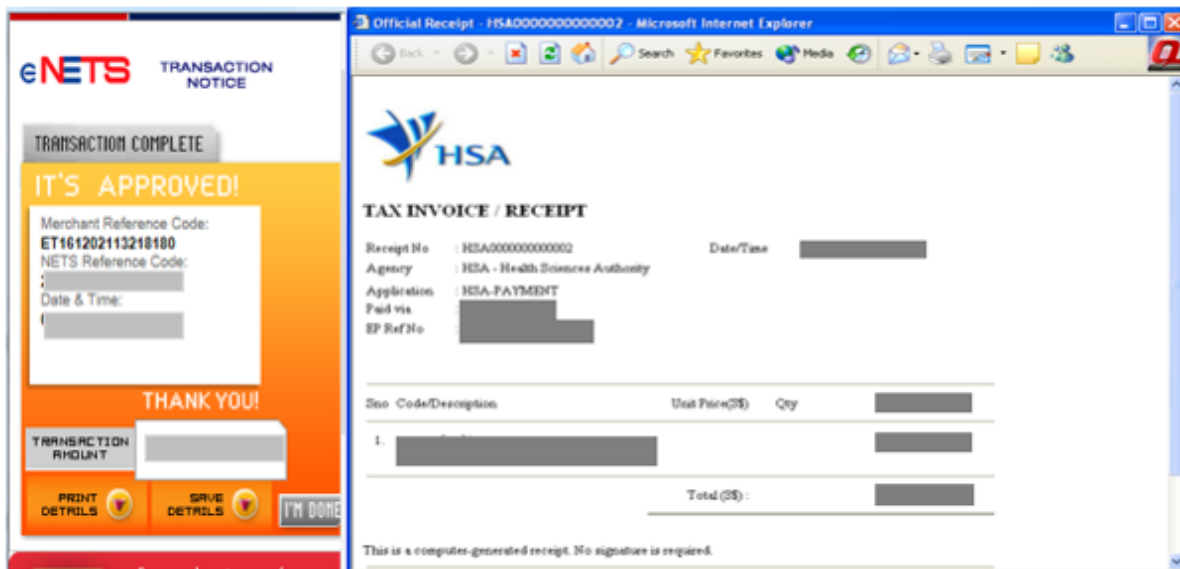 eNETS
TRANSACTION
NOTICE
TRANSACTION COMPLETE
IT'S APPROVED!
Merchant Reference Code:
ET161202113218180
NETS Reference Code:
Date & Time:
THANK YOU!
TRANSACTION
AMOUNT
PRINT
DETAILS
SAVE
DETAILS
I'M DONE
Official Receipt - HSA0000000000002 - Microsoft Internet Explorer
Back Search Favorites Media
HSA
TAX INVOICE / RECEIPT
Receipt No : HSA0000000000002 Date/Time
Agency : HSA - Health Sciences Authority
Application : HSA-PAYMENT
Paid via :
EP Ref No :
Sno Code/Description Unit Price(S$) Qty
1.
Total (S$) :
This is a computer-generated receipt. No signature is required.